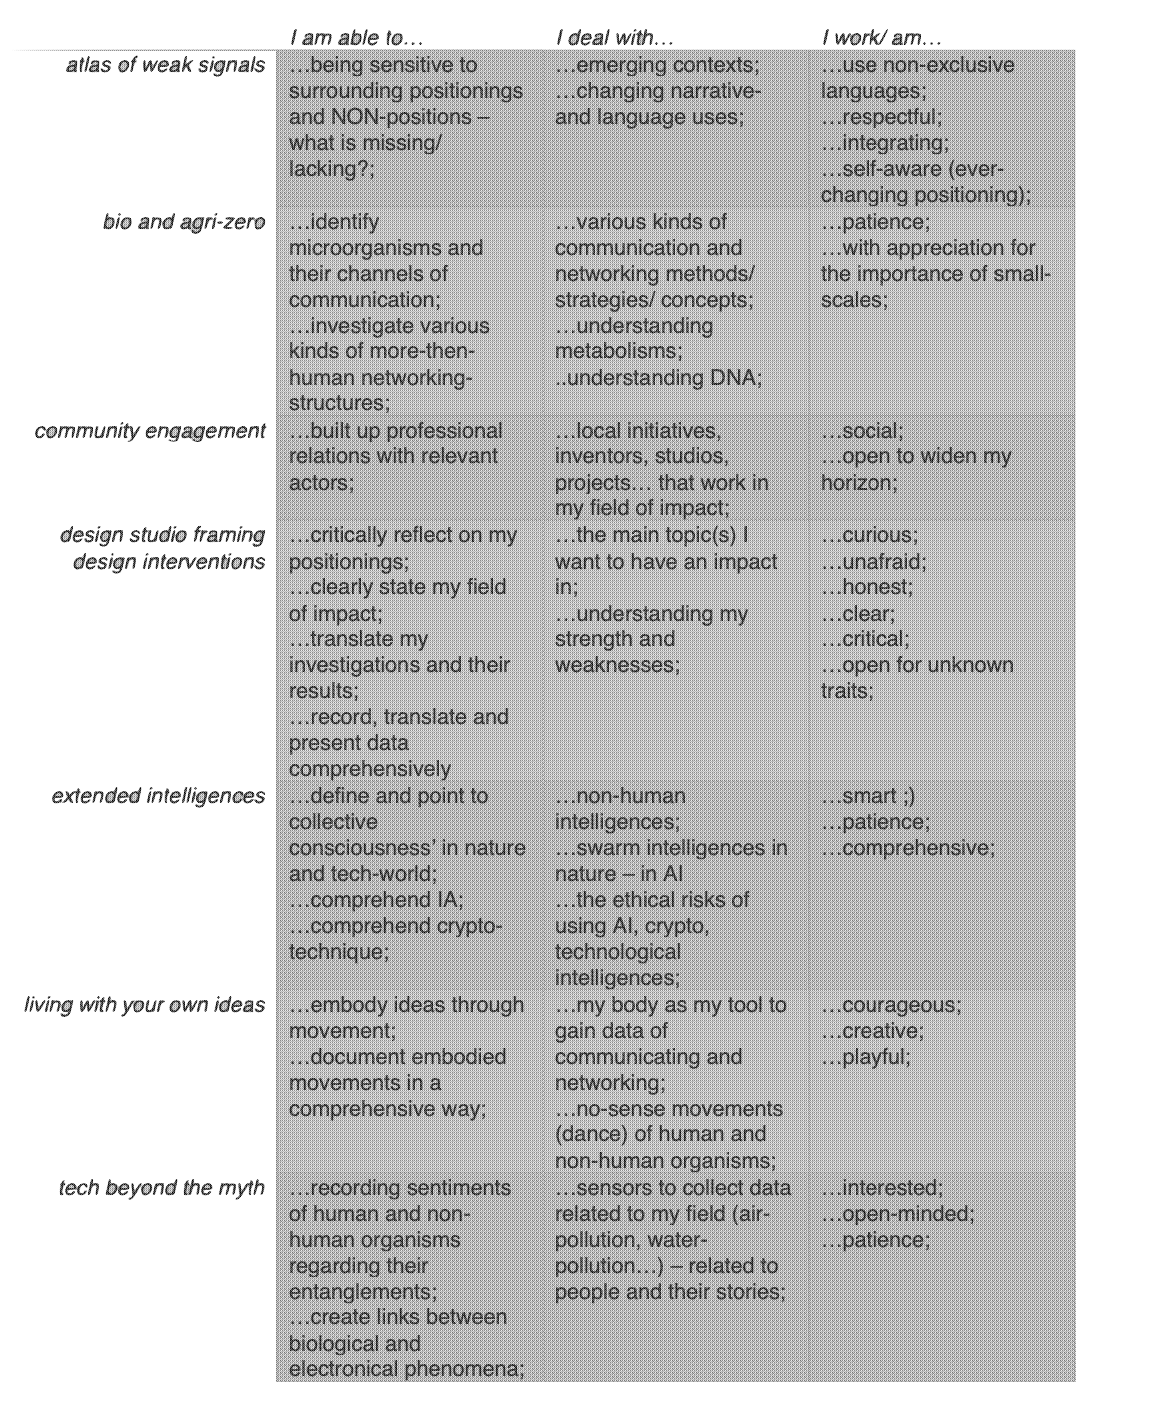 I am able to…
I deal with…
I work/ am…
atlas of weak signals
…being sensitive to
surrounding positionings
and NON-positions –
what is missing/
lacking?;
…emerging contexts;
…changing narrative-
and language uses;
…use non-exclusive
languages;
…respectful;
…integrating;
…self-aware (ever-
changing positioning);
bio and agri-zero
…identify
microorganisms and
their channels of
communication;
…investigate various
kinds of more-then-
human networking-
structures;
…various kinds of
communication and
networking methods/
strategies/ concepts;
…understanding
metabolisms;
..understanding DNA;
…patience;
…with appreciation for
the importance of small-
scales;
community engagement
…built up professional
relations with relevant
actors;
…local initiatives,
inventors, studios,
projects… that work in
my field of impact;
…social;
…open to widen my
horizon;
design studio framing
design interventions
…critically reflect on my
positionings;
…clearly state my field
of impact;
…translate my
investigations and their
results;
…record, translate and
present data
comprehensively
…the main topic(s) I
want to have an impact
in;
…understanding my
strength and
weaknesses;
…curious;
…unafraid;
…honest;
…clear;
…critical;
…open for unknown
traits;
extended intelligences
…define and point to
collective
consciousness’ in nature
and tech-world;
…comprehend IA;
…comprehend crypto-
technique;
…non-human
intelligences;
…swarm intelligences in
nature – in AI
…the ethical risks of
using AI, crypto,
technological
intelligences;
…smart ;)
…patience;
…comprehensive;
living with your own ideas
…embody ideas through
movement;
…document embodied
movements in a
comprehensive way;
…my body as my tool to
gain data of
communicating and
networking;
…no-sense movements
(dance) of human and
non-human organisms;
…courageous;
…creative;
…playful;
tech beyond the myth
…recording sentiments
of human and non-
human organisms
regarding their
entanglements;
…create links between
biological and
electronical phenomena;
…sensors to collect data
related to my field (air-
pollution, water-
pollution…) – related to
people and their stories;
…interested;
…open-minded;
…patience;